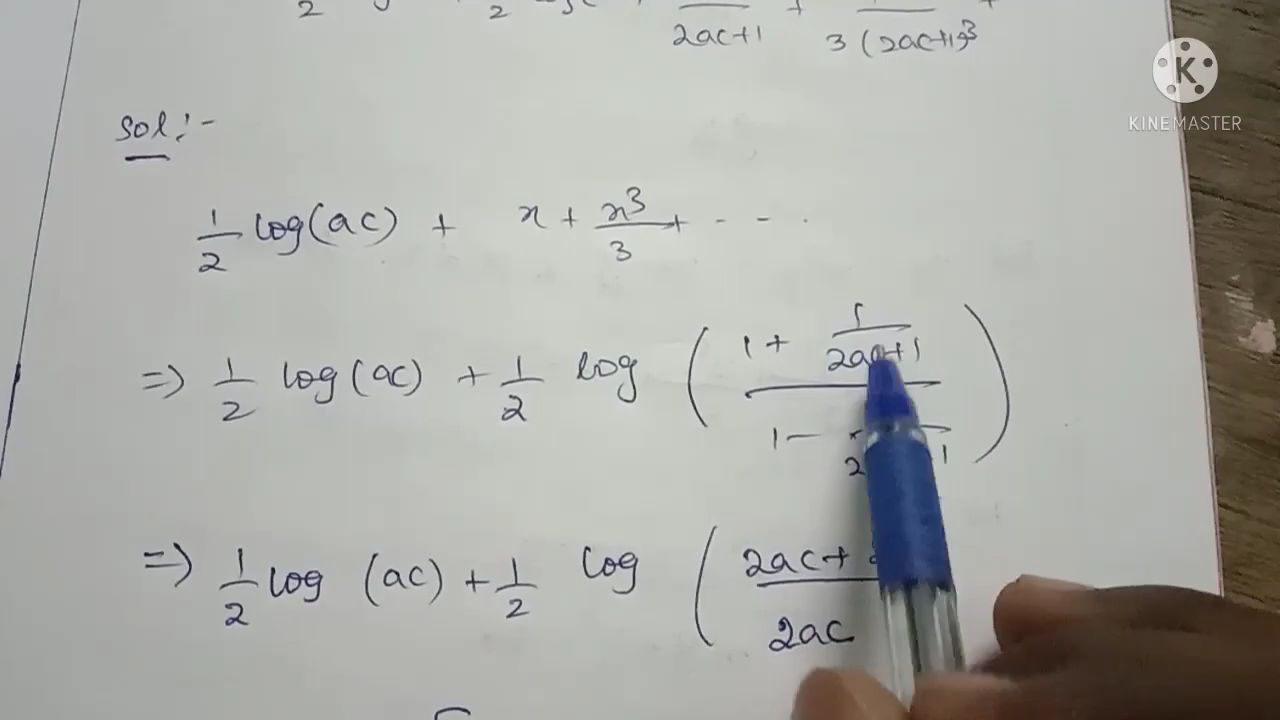 2ac+1 + 3(2ac+1)³
KINEMASTER
Sol:-
1/2 log(ac) + x + x³/3 + - - .
=) 1/2 log(ac) + 1/2 log ( (1 + 1/(2ac+1)) / (1 -
=) 1/2 log (ac) + 1/2 log ( 2ac+ / 2ac